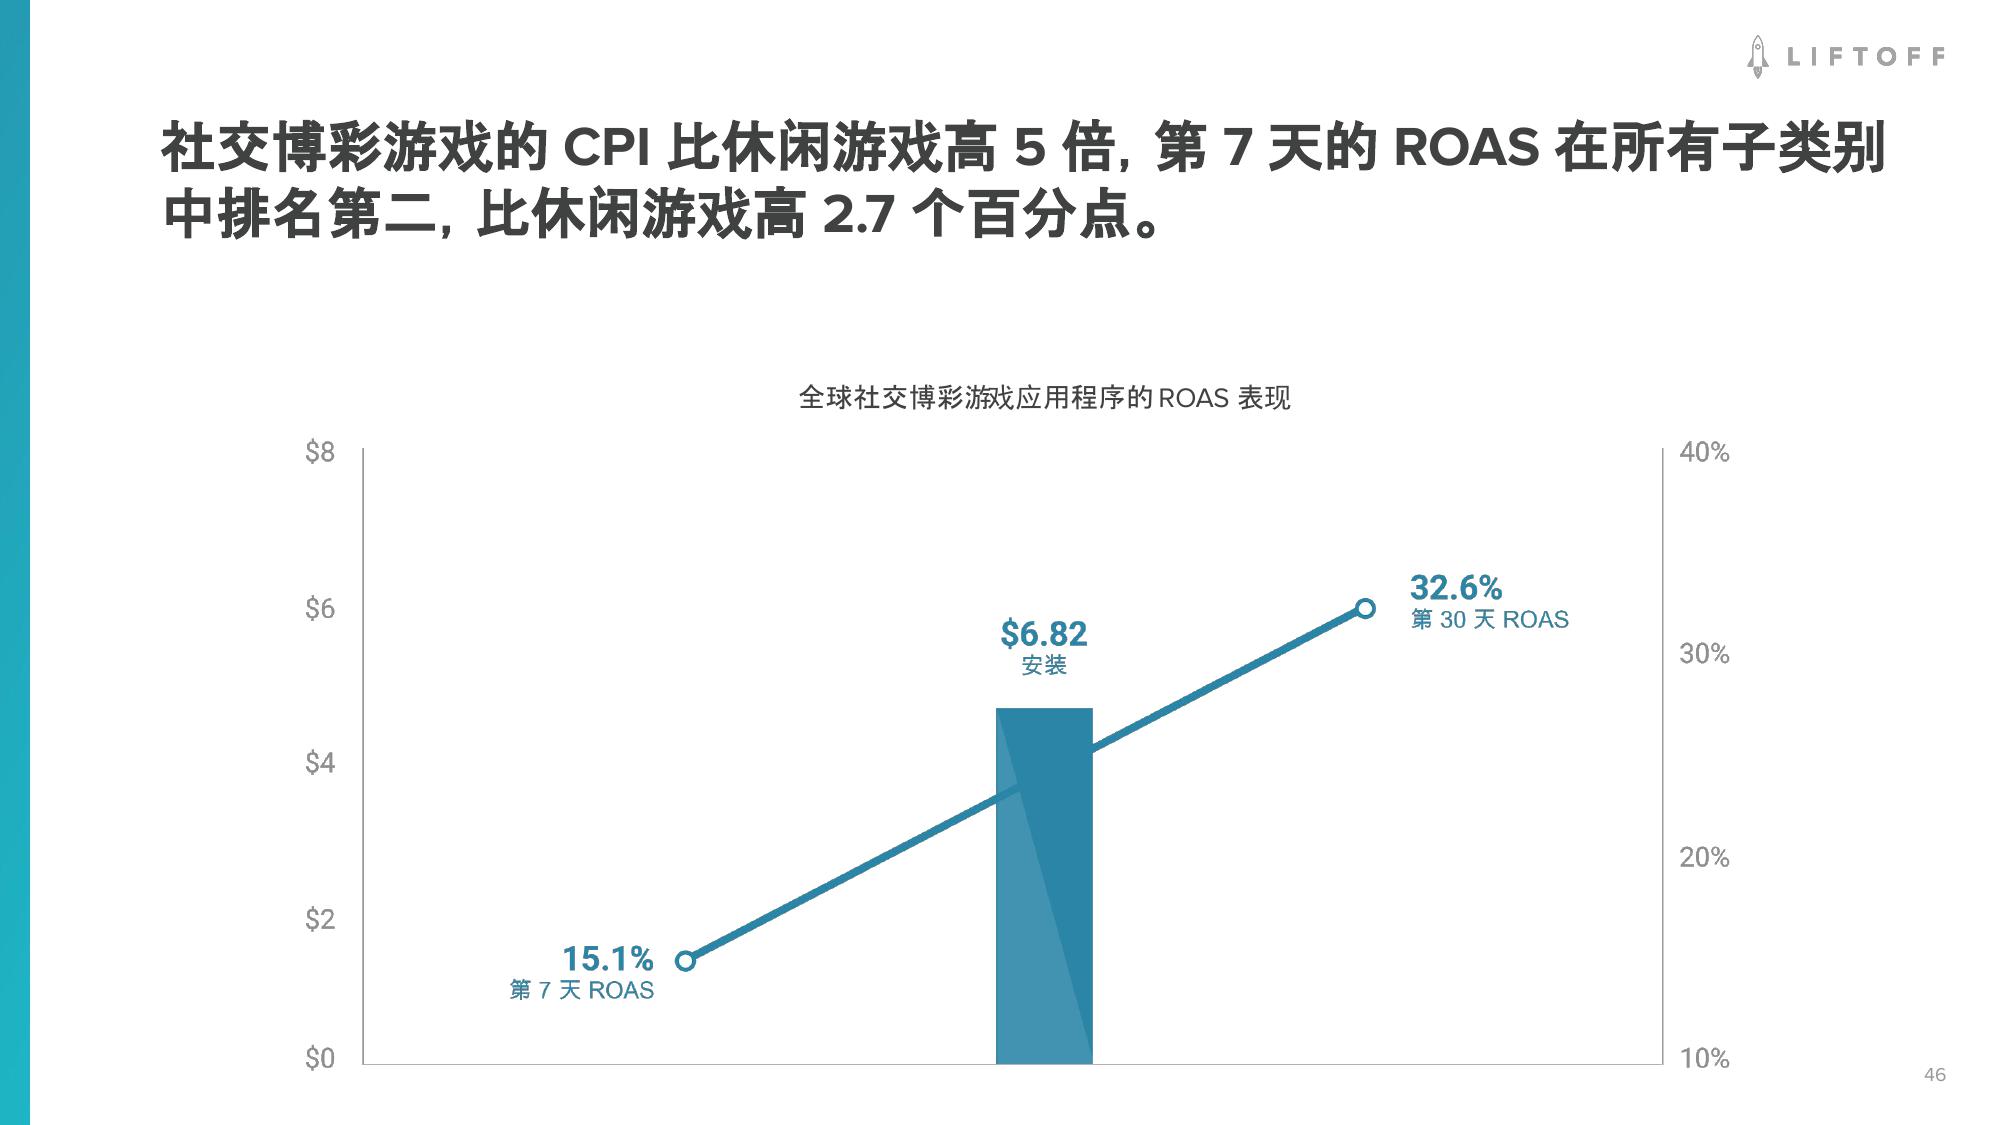 LIFTOFF
社交博彩游戏的 CPI 比休闲游戏高 5 倍，第 7 天的 ROAS 在所有子类别
中排名第二，比休闲游戏高 2.7 个百分点。
全球社交博彩游戏应用程序的 ROAS 表现
$8
40%
$6
32.6%
第 30 天 ROAS
$6.82
安装
30%
$4
20%
$2
15.1%
第 7 天 ROAS
$0
10%
46